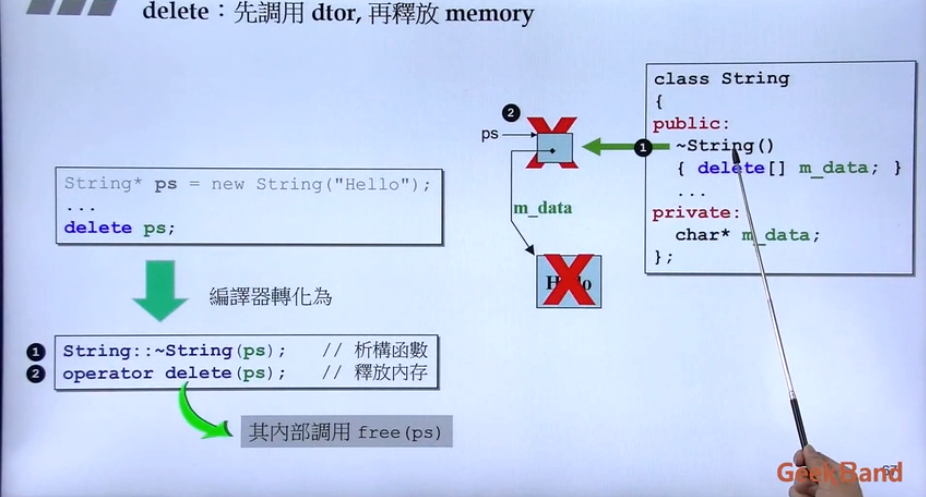 delete：先調用 dtor, 再釋放 memory
String* ps = new String("Hello");
...
delete ps;
編譯器轉化為
❶ String::~String(ps); // 析構函數
❷ operator delete(ps); // 釋放內存
其內部調用 free(ps)
❷
ps
m_data
❶
class String
{
public:
~String()
{ delete[] m_data; }
...
private:
char* m_data;
};
67
GeekBand